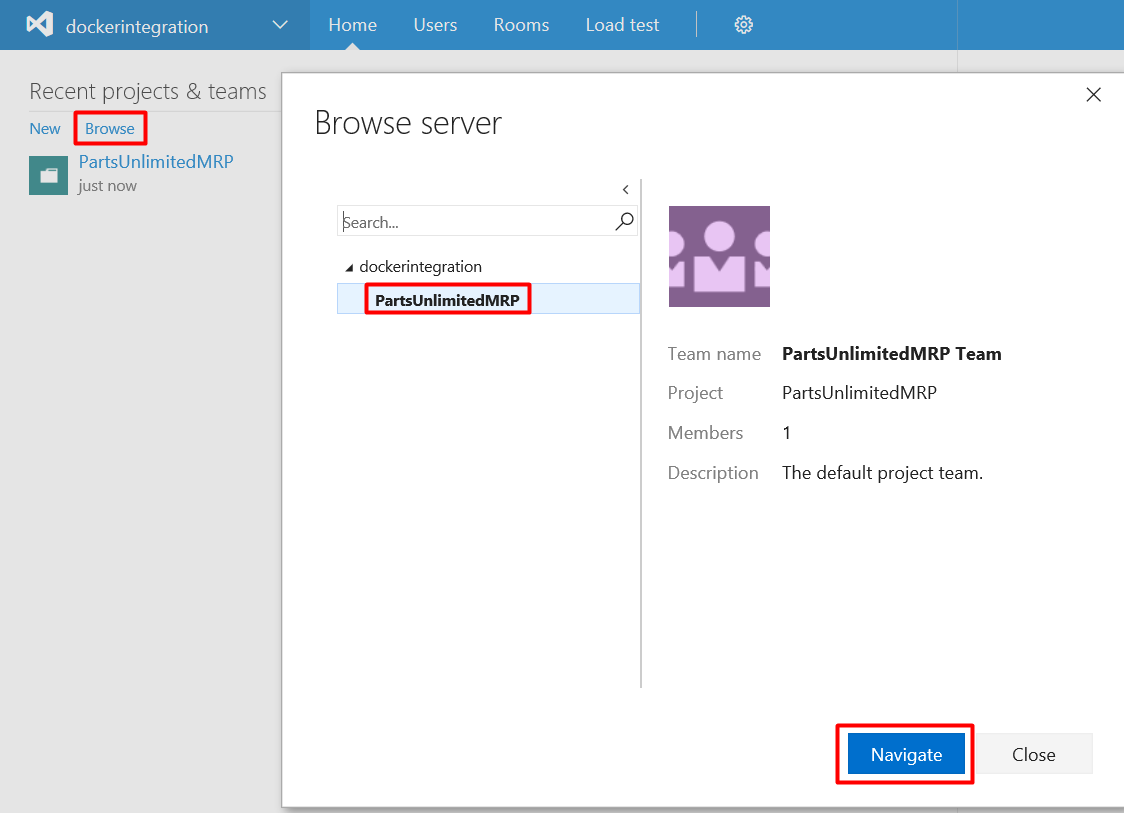 dockerintegration
Home
Users
Rooms
Load test
Recent projects & teams
New
Browse
PartsUnlimitedMRP
just now
Browse server
Search...
dockerintegration
PartsUnlimitedMRP
Team name PartsUnlimitedMRP Team
Project PartsUnlimitedMRP
Members 1
Description The default project team.
Navigate
Close